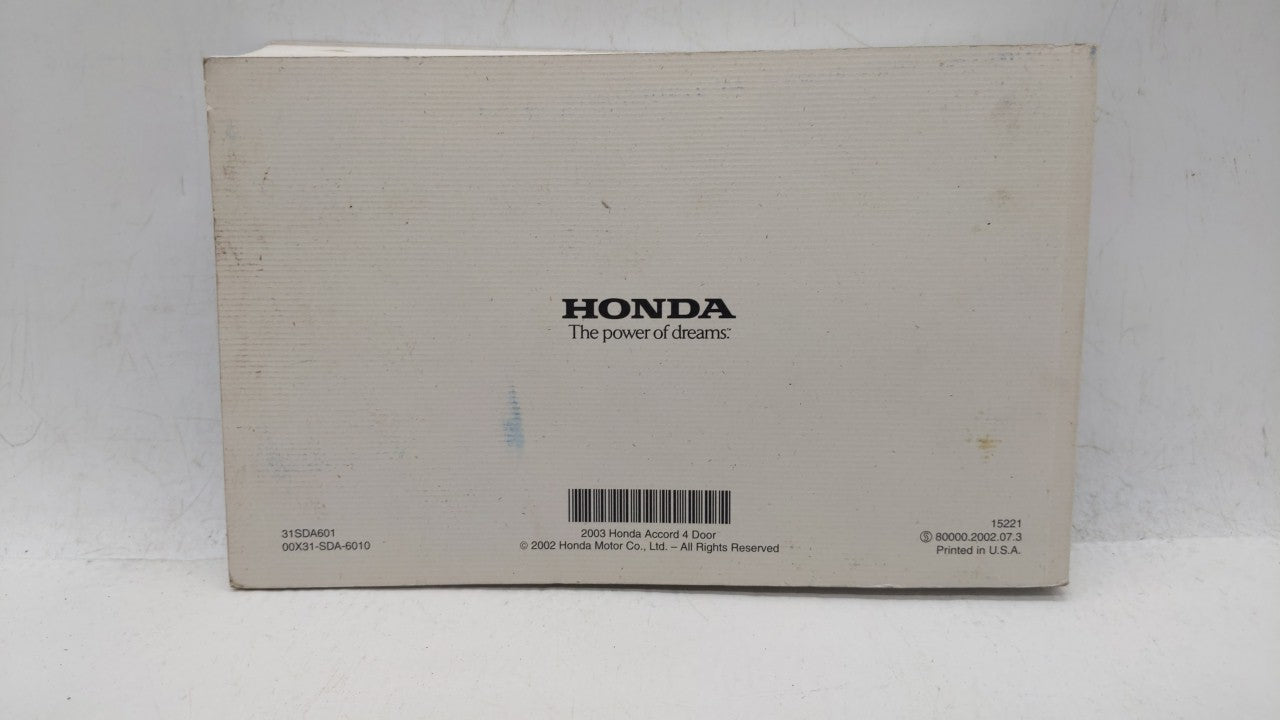 HONDA
The power of dreams.℠
31SDA601
00X31-SDA-6010
2003 Honda Accord 4 Door
© 2002 Honda Motor Co., Ltd. – All Rights Reserved
15221
Ⓢ 80000.2002.07.3
Printed in U.S.A.